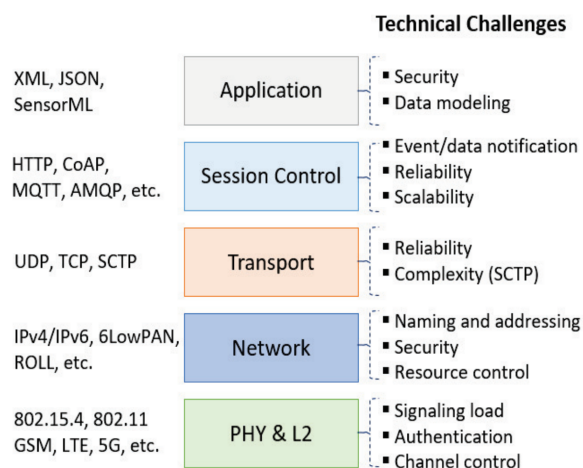 Technical Challenges
XML, JSON,
SensorML
Application
▪ Security
▪ Data modeling
HTTP, CoAP,
MQTT, AMQP, etc.
Session Control
▪ Event/data notification
▪ Reliability
▪ Scalability
UDP, TCP, SCTP
Transport
▪ Reliability
▪ Complexity (SCTP)
IPv4/IPv6, 6LowPAN,
ROLL, etc.
Network
▪ Naming and addressing
▪ Security
▪ Resource control
802.15.4, 802.11
GSM, LTE, 5G, etc.
PHY & L2
▪ Signaling load
▪ Authentication
▪ Channel control